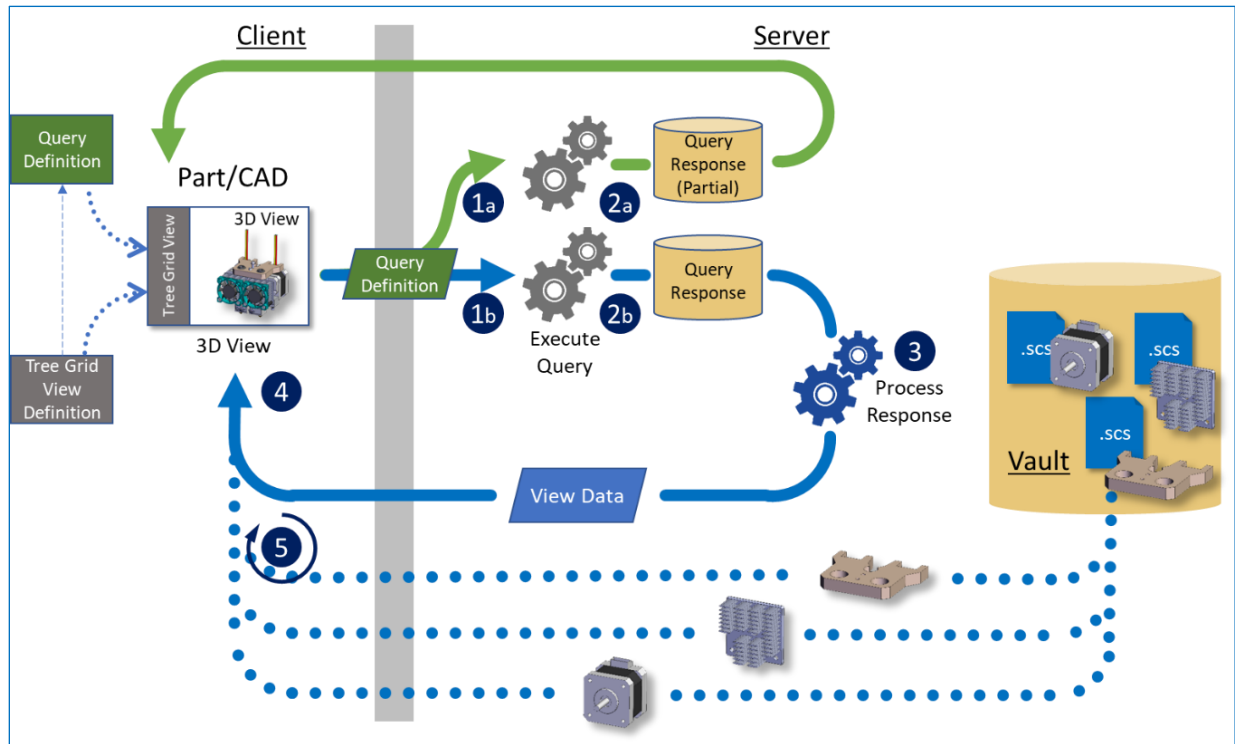 Client
Server
Query
Definition
Part/CAD
Tree Grid View
3D View
3D View
Tree Grid
View
Definition
Query
Definition
1a
2a
Query
Response
(Partial)
1b
2b
Query
Response
Execute
Query
3
Process
Response
4
View Data
5
.scs
.scs
.scs
Vault